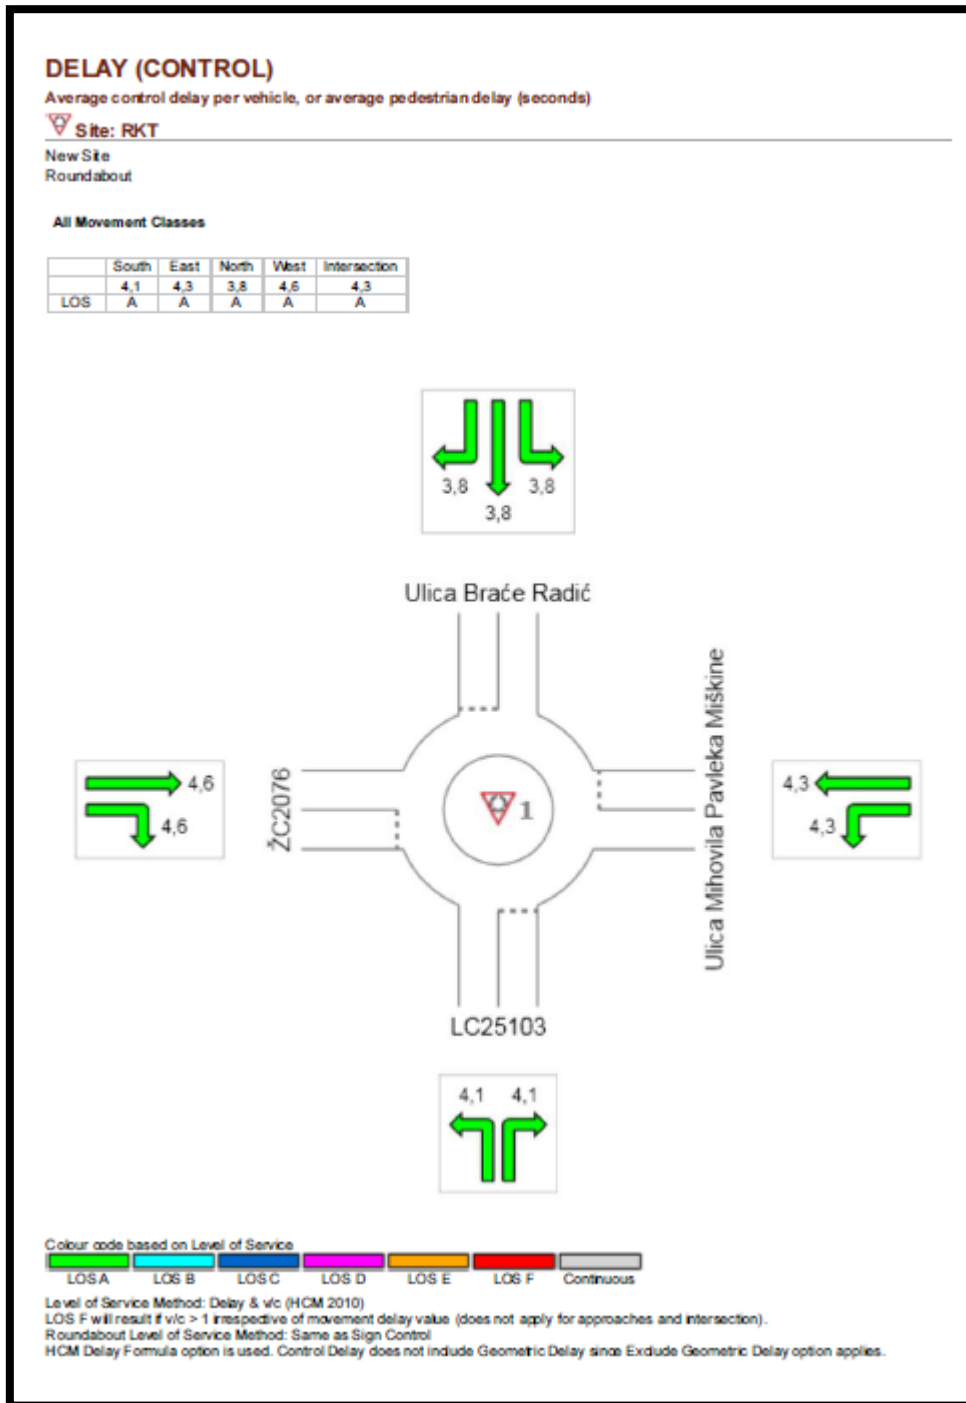 DELAY (CONTROL)
Average control delay per vehicle, or average pedestrian delay (seconds)
Site: RKT
New Site
Roundabout
All Movement Classes
South East North West Intersection
4,1 4,3 3,8 4,6 4,3
LOS A A A A A
3,8 3,8
3,8
Ulica Braće Radić
Ulica Mihovila Pavleka Miškine
4,6
4,6
ŽC2076
1
4,3
4,3
LC25103
4,1 4,1
Colour code based on Level of Service
LOS A LOS B LOS C LOS D LOS E LOS F Continuous
Level of Service Method: Delay & v/c (HCM 2010)
LOS F will result if v/c > 1 irrespective of movement delay value (does not apply for approaches and intersection).
Roundabout Level of Service Method: Same as Sign Control
HCM Delay Formula option is used. Control Delay does not include Geometric Delay since Exclude Geometric Delay option applies.